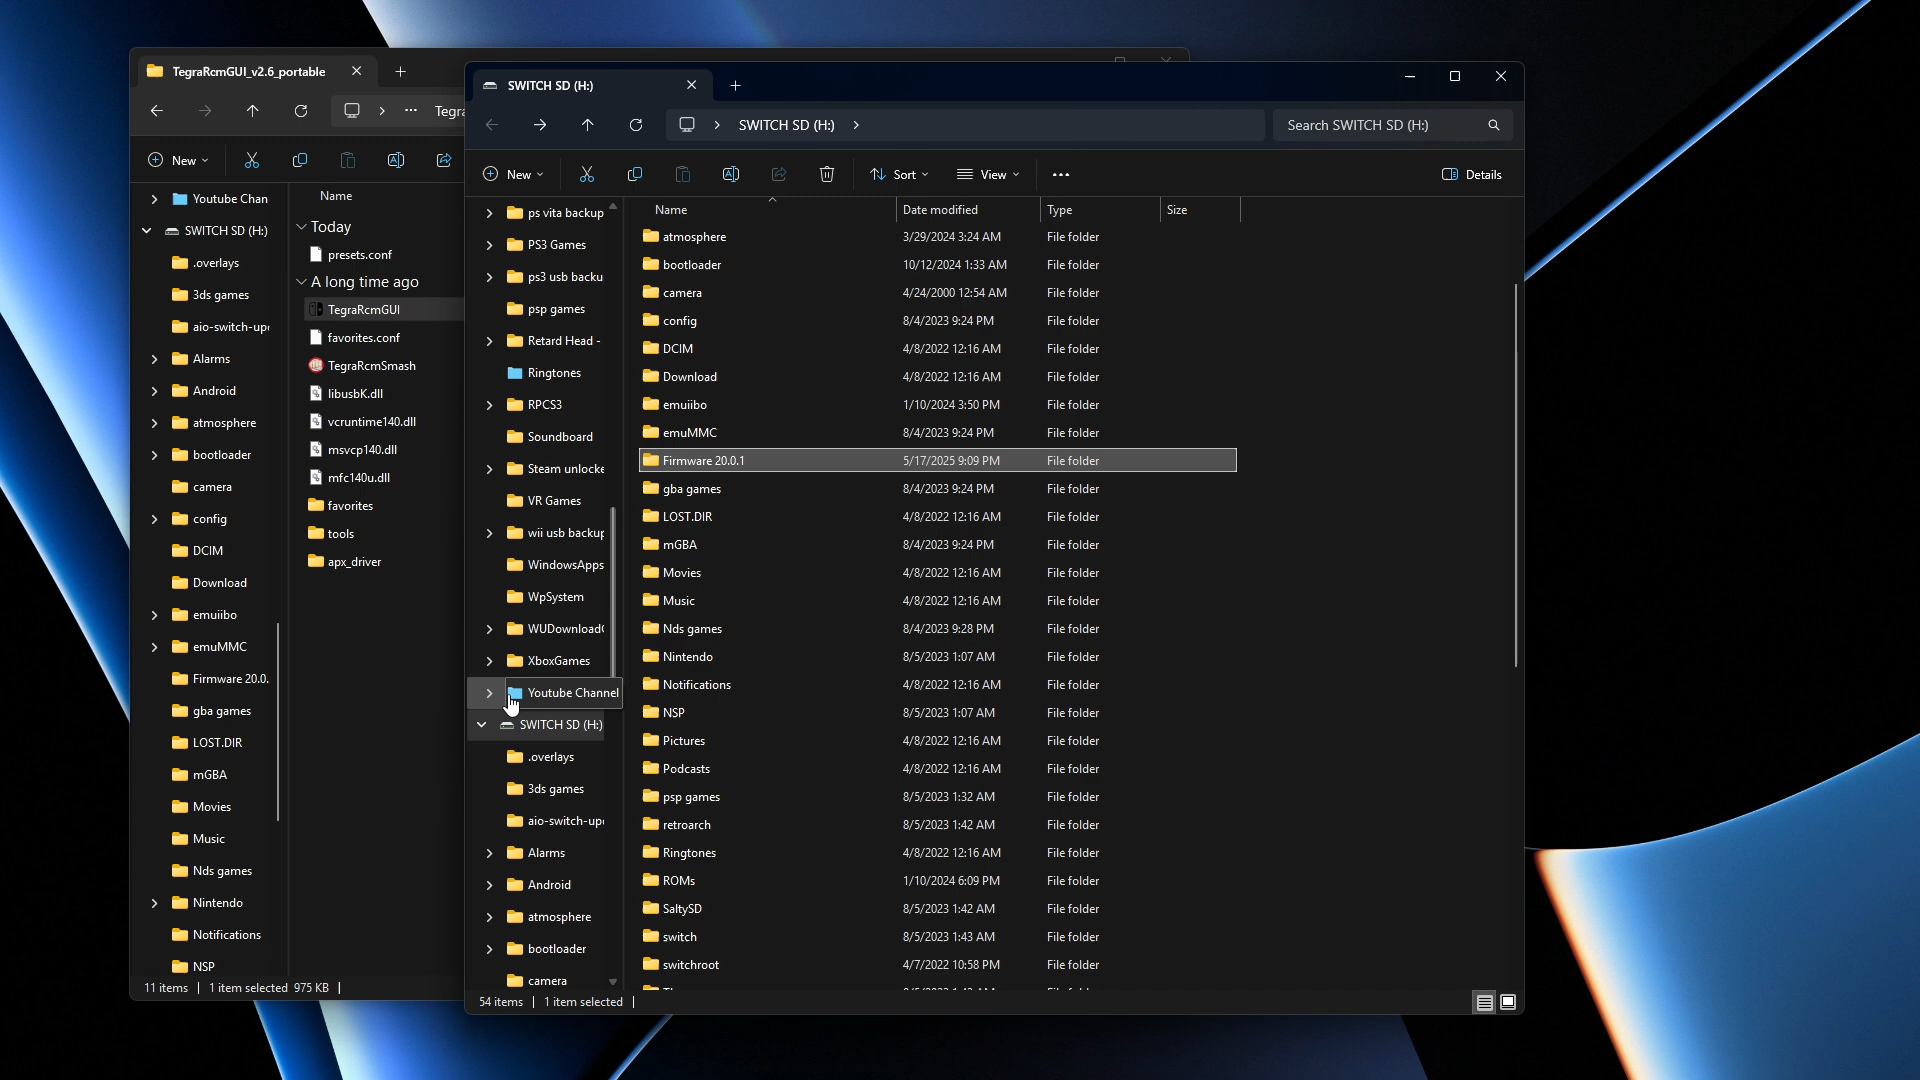 TegraRcmGUI_v2.6_portable
Tegra
New
Youtube Chan
SWITCH SD (H:)
.overlays
3ds games
aio-switch-up
Alarms
Android
atmosphere
bootloader
camera
config
DCIM
Download
emuiibo
emuMMC
Firmware 20.0.
gba games
LOST.DIR
mGBA
Movies
Music
Nds games
Nintendo
Notifications
NSP
Name
Today
presets.conf
A long time ago
TegraRcmGUI
favorites.conf
TegraRcmSmash
libusbK.dll
vcruntime140.dll
msvcp140.dll
mfc140u.dll
favorites
tools
apx_driver
11 items | 1 item selected 975 KB |
SWITCH SD (H:)
SWITCH SD (H:)
Search SWITCH SD (H:)
New
Sort
View
Details
ps vita backup
PS3 Games
ps3 usb backu
psp games
Retard Head -
Ringtones
RPCS3
Soundboard
Steam unlocke
VR Games
wii usb backup
WindowsApps
WpSystem
WUDownload
XboxGames
Youtube Channel
SWITCH SD (H:)
.overlays
3ds games
aio-switch-up
Alarms
Android
atmosphere
bootloader
camera
Name Date modified Type Size
atmosphere 3/29/2024 3:24 AM File folder
bootloader 10/12/2024 1:33 AM File folder
camera 4/24/2000 12:54 AM File folder
config 8/4/2023 9:24 PM File folder
DCIM 4/8/2022 12:16 AM File folder
Download 4/8/2022 12:16 AM File folder
emuiibo 1/10/2024 3:50 PM File folder
emuMMC 8/4/2023 9:24 PM File folder
Firmware 20.0.1 5/17/2025 9:09 PM File folder
gba games 8/4/2023 9:24 PM File folder
LOST.DIR 4/8/2022 12:16 AM File folder
mGBA 8/4/2023 9:24 PM File folder
Movies 4/8/2022 12:16 AM File folder
Music 4/8/2022 12:16 AM File folder
Nds games 8/4/2023 9:28 PM File folder
Nintendo 8/5/2023 1:07 AM File folder
Notifications 4/8/2022 12:16 AM File folder
NSP 8/5/2023 1:07 AM File folder
Pictures 4/8/2022 12:16 AM File folder
Podcasts 4/8/2022 12:16 AM File folder
psp games 8/5/2023 1:32 AM File folder
retroarch 8/5/2023 1:42 AM File folder
Ringtones 4/8/2022 12:16 AM File folder
ROMs 1/10/2024 6:09 PM File folder
SaltySD 8/5/2023 1:42 AM File folder
switch 8/5/2023 1:43 AM File folder
switchroot 4/7/2022 10:58 PM File folder
54 items | 1 item selected |